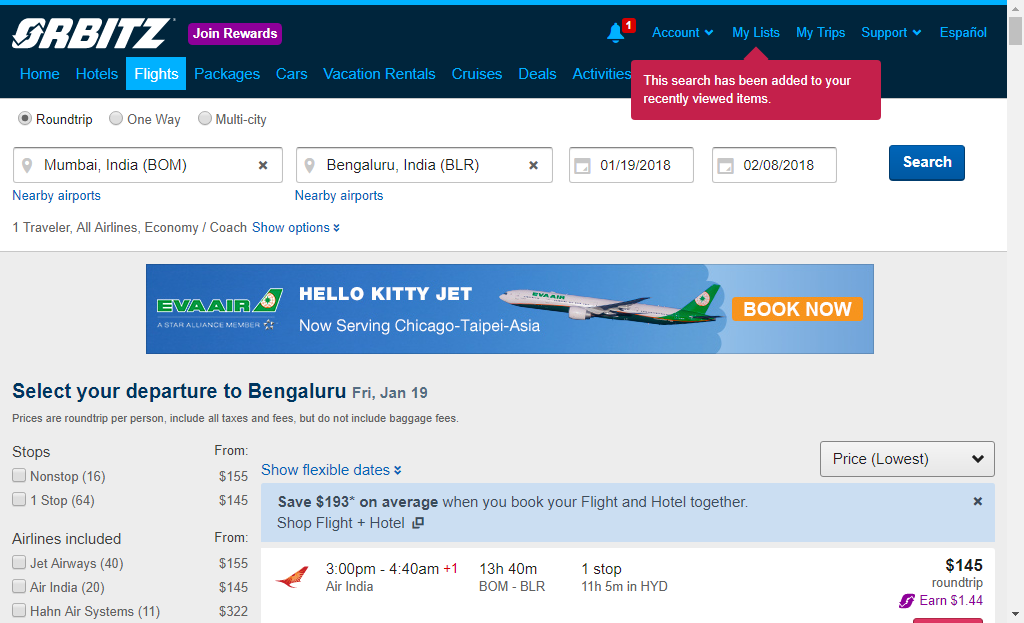 ORBITZ
Join Rewards
1
Account
My Lists
My Trips
Support
Español
Home
Hotels
Flights
Packages
Cars
Vacation Rentals
Cruises
Deals
Activities
This search has been added to your
recently viewed items.
Roundtrip
One Way
Multi-city
Mumbai, India (BOM)
Bengaluru, India (BLR)
01/19/2018
02/08/2018
Search
Nearby airports
Nearby airports
1 Traveler, All Airlines, Economy / Coach Show options
EVA AIR
A STAR ALLIANCE MEMBER
HELLO KITTY JET
Now Serving Chicago-Taipei-Asia
EVA AIR
BOOK NOW
Select your departure to Bengaluru Fri, Jan 19
Prices are roundtrip per person, include all taxes and fees, but do not include baggage fees.
Stops From:
Nonstop (16) $155
1 Stop (64) $145
Airlines included From:
Jet Airways (40) $155
Air India (20) $145
Hahn Air Systems (11) $322
Show flexible dates
Price (Lowest)
Save $193* on average when you book your Flight and Hotel together.
Shop Flight + Hotel
3:00pm - 4:40am +1 13h 40m 1 stop $145
Air India BOM - BLR 11h 5m in HYD roundtrip
Earn $1.44